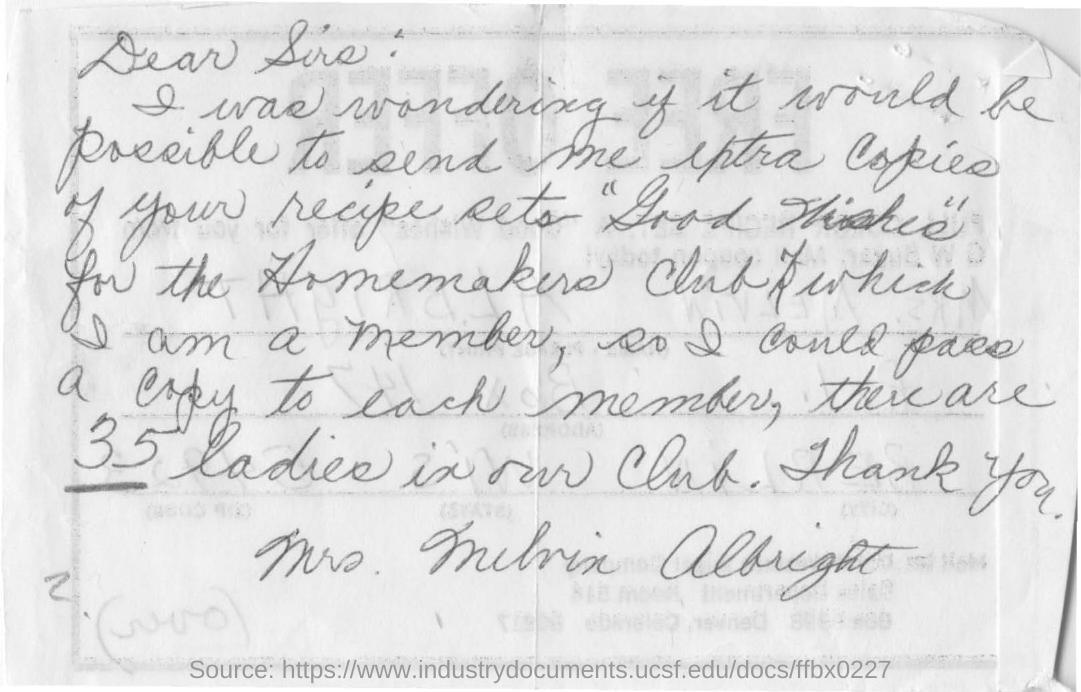 Dear Sirs:
I was wondering if it would be
possible to send me extra copies
of your recipe sets "Good Wishes"
for the Homemakers Club which
I am a member, so I could pass
a copy to each member, there are
35 ladies in our Club. Thank You.
Mrs. Melvin Albright
2.
(over)
Source: https://www.industrydocuments.ucsf.edu/docs/ffbx0227